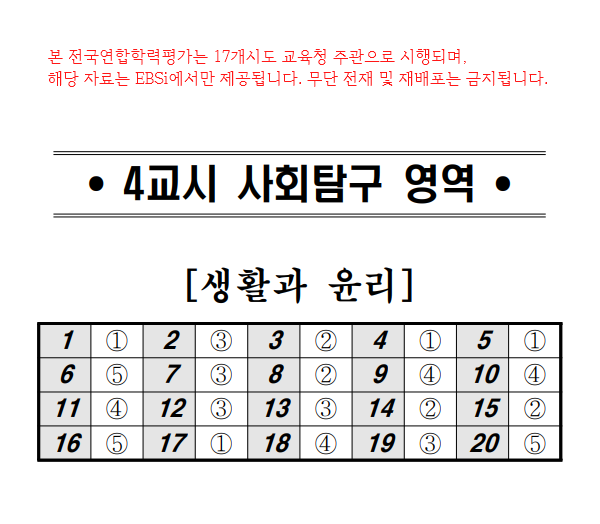 본 전국연합학력평가는 17개시도 교육청 주관으로 시행되며,
해당 자료는 EBSi에서만 제공됩니다. 무단 전재 및 재배포는 금지됩니다.
• 4교시 사회탐구 영역 •
[생활과 윤리]
1 ① 2 ③ 3 ② 4 ① 5 ①
6 ⑤ 7 ③ 8 ② 9 ④ 10 ④
11 ④ 12 ③ 13 ③ 14 ② 15 ②
16 ⑤ 17 ① 18 ④ 19 ③ 20 ⑤